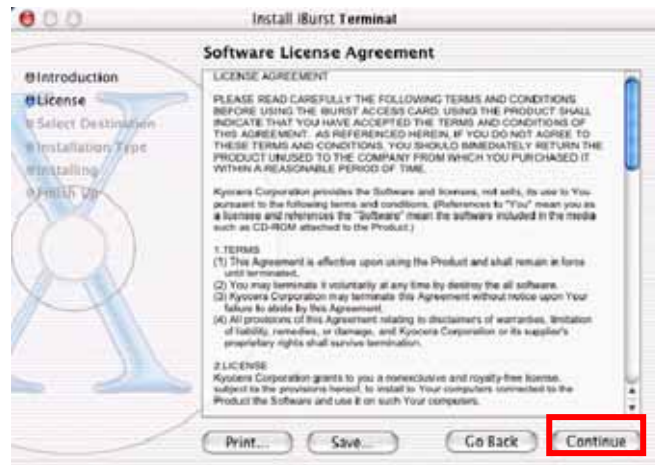 Install iBurst Terminal
Software License Agreement
Introduction
License
Select Destination
Installation Type
Installing
Finish Up
LICENSE AGREEMENT
PLEASE READ CAREFULLY THE FOLLOWING TERMS AND CONDITIONS
BEFORE USING THE IBURST ACCESS CARD. USING THE PRODUCT SHALL
INDICATE THAT YOU HAVE ACCEPTED THE TERMS AND CONDITIONS OF
THIS AGREEMENT. AS REFERENCED HEREIN, IF YOU DO NOT AGREE TO
THESE TERMS AND CONDITIONS, YOU SHOULD IMMEDIATELY RETURN THE
PRODUCT UNUSED TO THE COMPANY FROM WHICH YOU PURCHASED IT
WITHIN A REASONABLE PERIOD OF TIME.
Kyocera Corporation provides the Software and licenses, not sells, its use to You
pursuant to the following terms and conditions. (References to "You" mean you as
a licensee and references the "Software" mean the software included in the media
such as CD-ROM attached to the Product.)
1.TERMS
(1) This Agreement is effective upon using the Product and shall remain in force
until terminated.
(2) You may terminate it voluntarily at any time by destroy the all software.
(3) Kyocera Corporation may terminate this Agreement without notice upon Your
failure to abide by this Agreement.
(4) All provisions of this Agreement relating to disclaimers of warranties, limitation
of liability, remedies, or damage, and Kyocera Corporation or its supplier's
proprietary rights shall survive termination.
2.LICENSE
Kyocera Corporation grants to you a nonexclusive and royalty-free license,
subject to the provisions hereof, to install to Your computers connected to the
Product the Software and use it on such Your computers.
Print...
Save...
Go Back
Continue